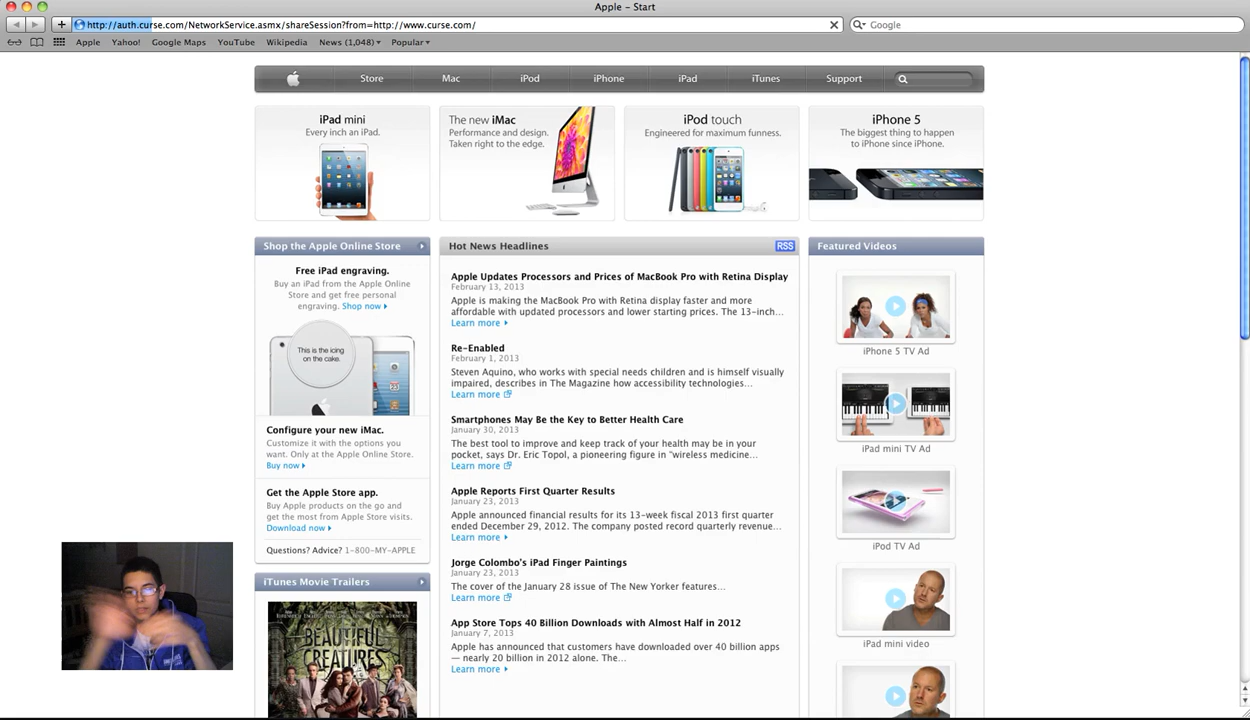 Apple – Start
http://auth.curse.com/NetworkService.asmx/shareSession?from=http://www.curse.com/
Google
Apple Yahoo! Google Maps YouTube Wikipedia News (1,048) Popular
Store Mac iPod iPhone iPad iTunes Support
iPad mini
Every inch an iPad.
The new iMac
Performance and design.
Taken right to the edge.
iPod touch
Engineered for maximum funness.
iPhone 5
The biggest thing to happen
to iPhone since iPhone.
Shop the Apple Online Store
Free iPad engraving.
Buy an iPad from the Apple Online
Store and get free personal
engraving. Shop now
This is the icing
on the cake.
Configure your new iMac.
Customize it with the options you
want. Only at the Apple Online Store.
Buy now
Get the Apple Store app.
Buy Apple products on the go and
get the most from Apple Store visits.
Download now
Questions? Advice? 1-800-MY-APPLE
iTunes Movie Trailers
BEAUTIFUL
CREATURES
Hot News Headlines
RSS
Apple Updates Processors and Prices of MacBook Pro with Retina Display
February 13, 2013
Apple is making the MacBook Pro with Retina display faster and more
affordable with updated processors and lower starting prices. The 13-inch…
Learn more
Re-Enabled
February 1, 2013
Steven Aquino, who works with special needs children and is himself visually
impaired, describes in The Magazine how accessibility technologies…
Learn more
Smartphones May Be the Key to Better Health Care
January 30, 2013
The best tool to improve and keep track of your health may be in your
pocket, says Dr. Eric Topol, a pioneering figure in "wireless medicine…
Learn more
Apple Reports First Quarter Results
January 23, 2013
Apple announced financial results for its 13-week fiscal 2013 first quarter
ended December 29, 2012. The company posted record quarterly revenue…
Learn more
Jorge Colombo's iPad Finger Paintings
January 23, 2013
The cover of the January 28 issue of The New Yorker features…
Learn more
App Store Tops 40 Billion Downloads with Almost Half in 2012
January 7, 2013
Apple has announced that customers have downloaded over 40 billion apps
— nearly 20 billion in 2012 alone. The…
Learn more
Featured Videos
iPhone 5 TV Ad
iPad mini TV Ad
iPod TV Ad
iPad mini video